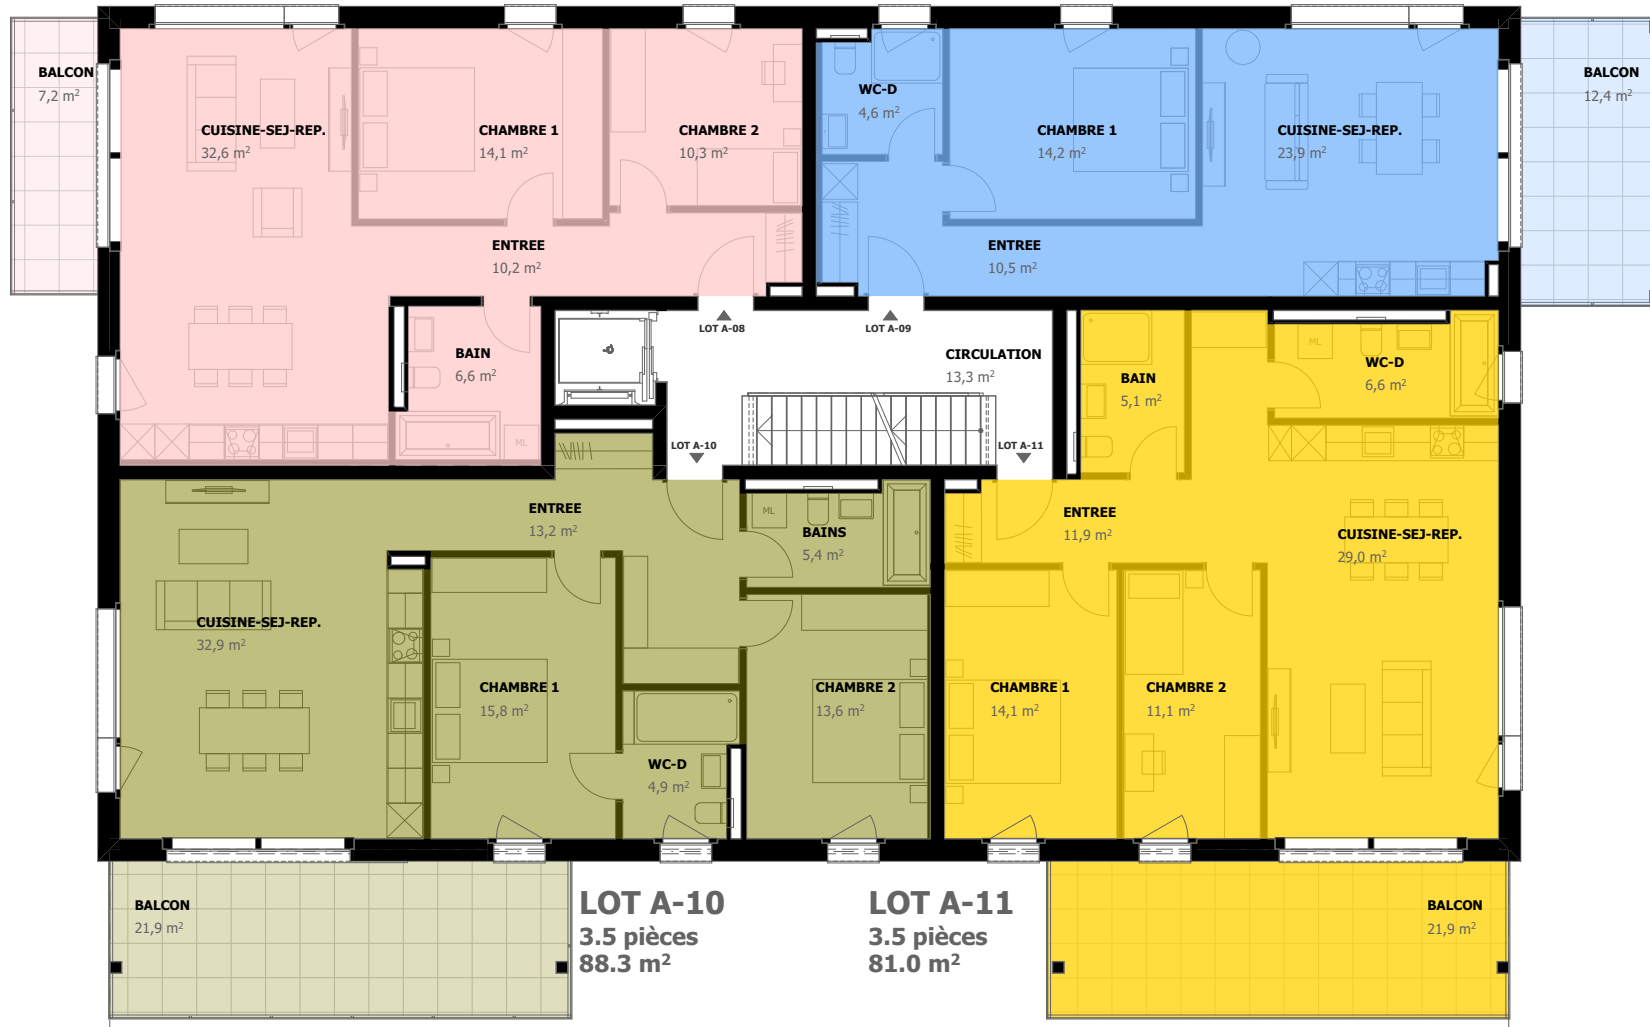 BALCON
7,2 m²
CUISINE-SEJ-REP.
32,6 m²
CHAMBRE 1
14,1 m²
CHAMBRE 2
10,3 m²
WC-D
4,6 m²
CHAMBRE 1
14,2 m²
CUISINE-SEJ-REP.
23,9 m²
BALCON
12,4 m²
ENTREE
10,2 m²
ENTREE
10,5 m²
LOT A-08
LOT A-09
BAIN
6,6 m²
ML
CIRCULATION
13,3 m²
BAIN
5,1 m²
ML
WC-D
6,6 m²
LOT A-10
LOT A-11
ENTREE
13,2 m²
ML
BAINS
5,4 m²
ENTREE
11,9 m²
CUISINE-SEJ-REP.
29,0 m²
CUISINE-SEJ-REP.
32,9 m²
CHAMBRE 1
15,8 m²
CHAMBRE 2
13,6 m²
CHAMBRE 1
14,1 m²
CHAMBRE 2
11,1 m²
WC-D
4,9 m²
BALCON
21,9 m²
LOT A-10
3.5 pièces
88.3 m²
LOT A-11
3.5 pièces
81.0 m²
BALCON
21,9 m²